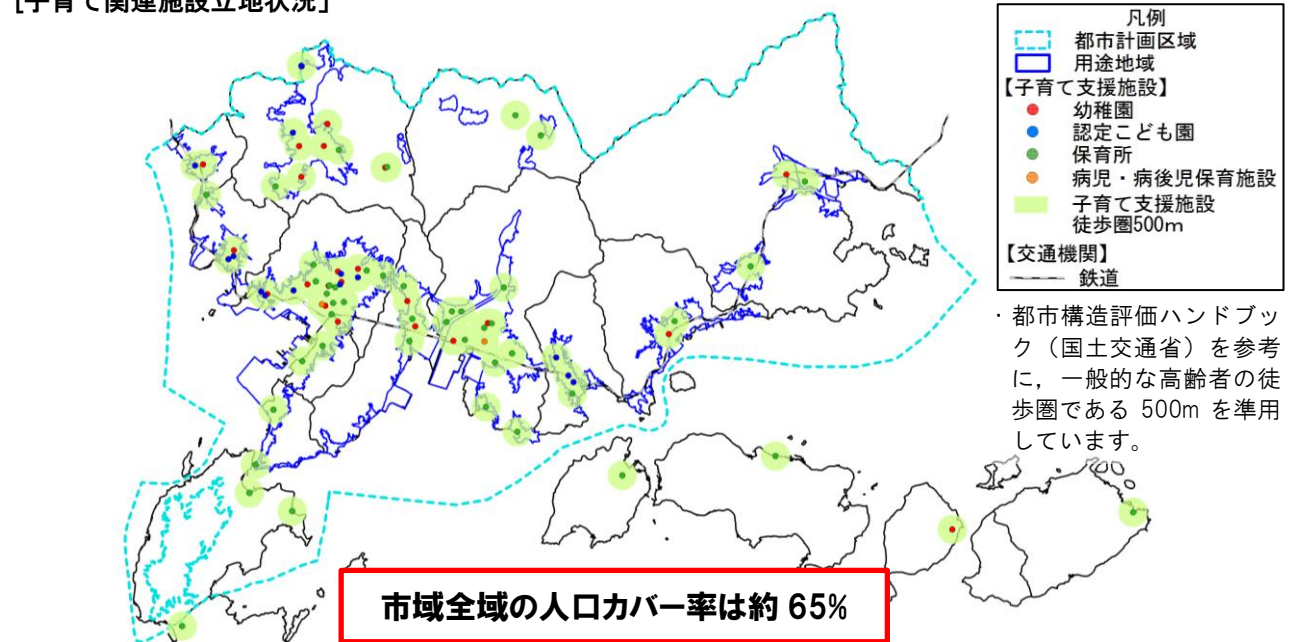 [子育て関連施設立地状況]
凡例
都市計画区域
用途地域
【子育て支援施設】
幼稚園
認定こども園
保育所
病児・病後児保育施設
子育て支援施設
徒歩圏500m
【交通機関】
鉄道
・都市構造評価ハンドブッ
ク（国土交通省）を参考
に，一般的な高齢者の徒
歩圏である 500m を準用
しています。
市域全域の人口カバー率は約 65%